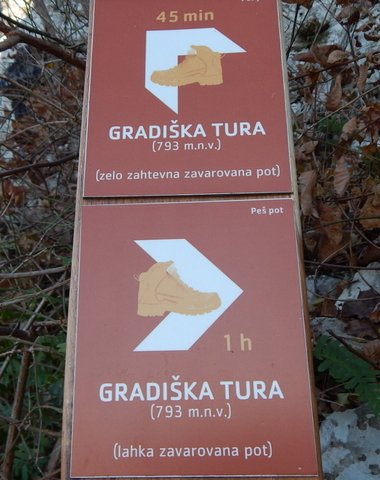 45 min
GRADIŠKA TURA
(793 m.n.v.)
(zelo zahtevna zavarovana pot)
Peš pot
1 h
GRADIŠKA TURA
(793 m.n.v.)
(lahka zavarovana pot)